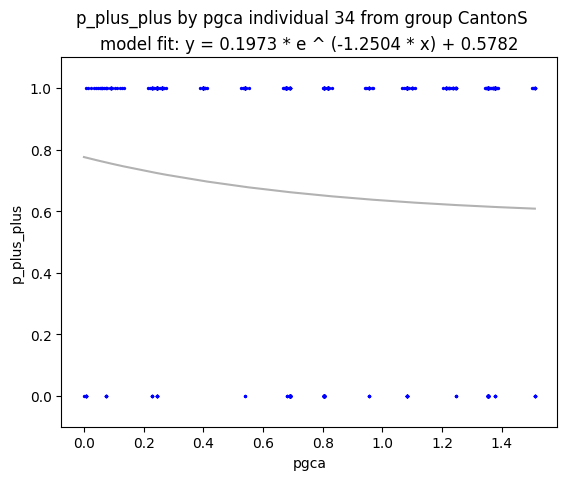 p_plus_plus by pgca individual 34 from group CantonS
model fit: y = 0.1973 * e ^ (-1.2504 * x) + 0.5782
1.0
0.8
0.6
0.4
0.2
0.0
p_plus_plus
0.0 0.2 0.4 0.6 0.8 1.0 1.2 1.4
pgca